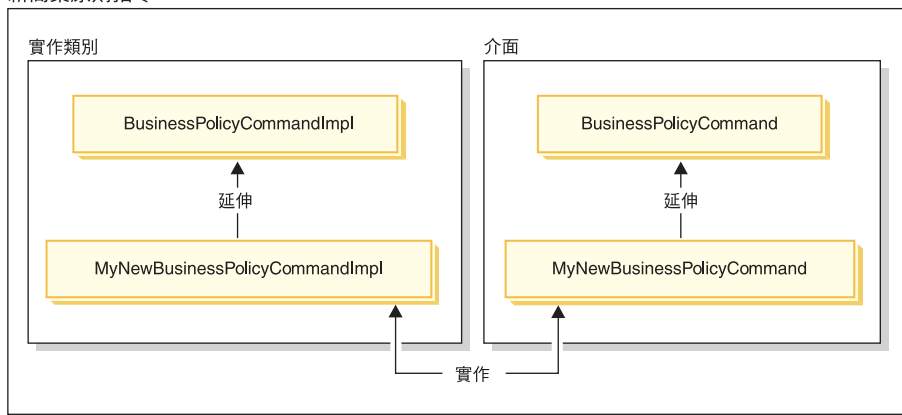 實作類別
BusinessPolicyCommandImpl
延伸
MyNewBusinessPolicyCommandImpl
介面
BusinessPolicyCommand
延伸
MyNewBusinessPolicyCommand
實作